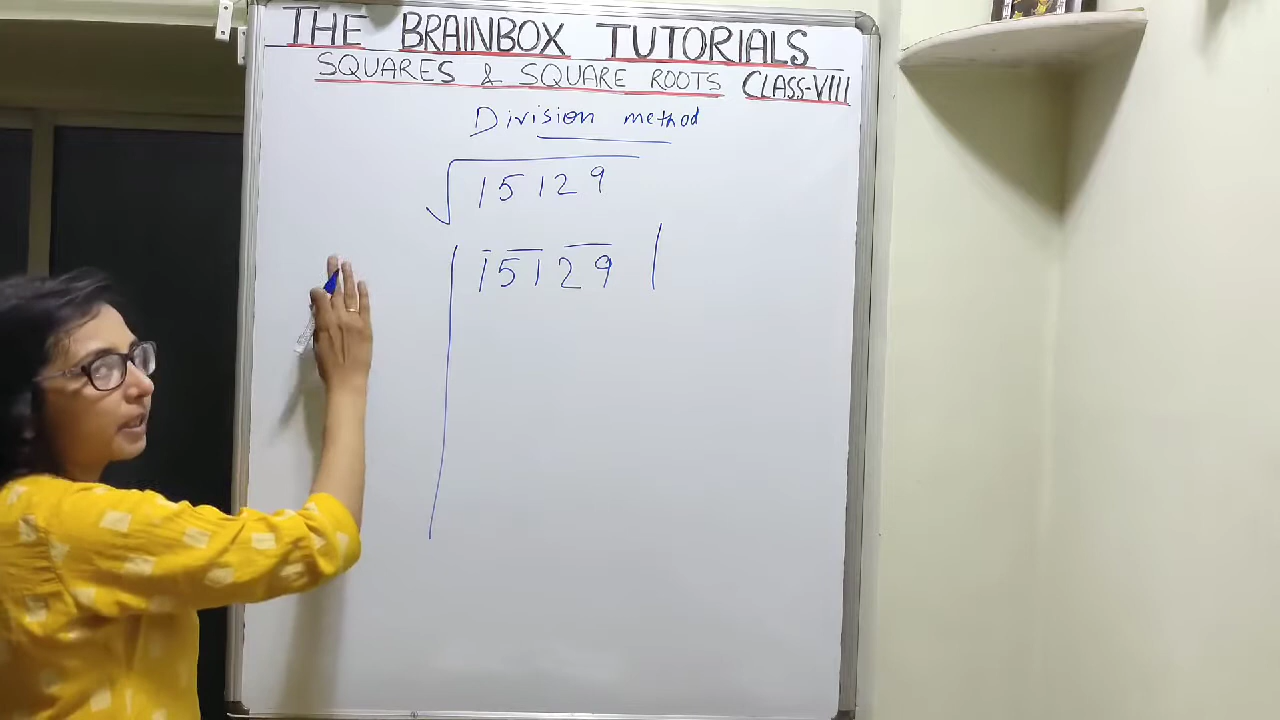 THE BRAINBOX TUTORIALS
SQUARES & SQUARE ROOTS CLASS-VIII
Division method
√15129
15129